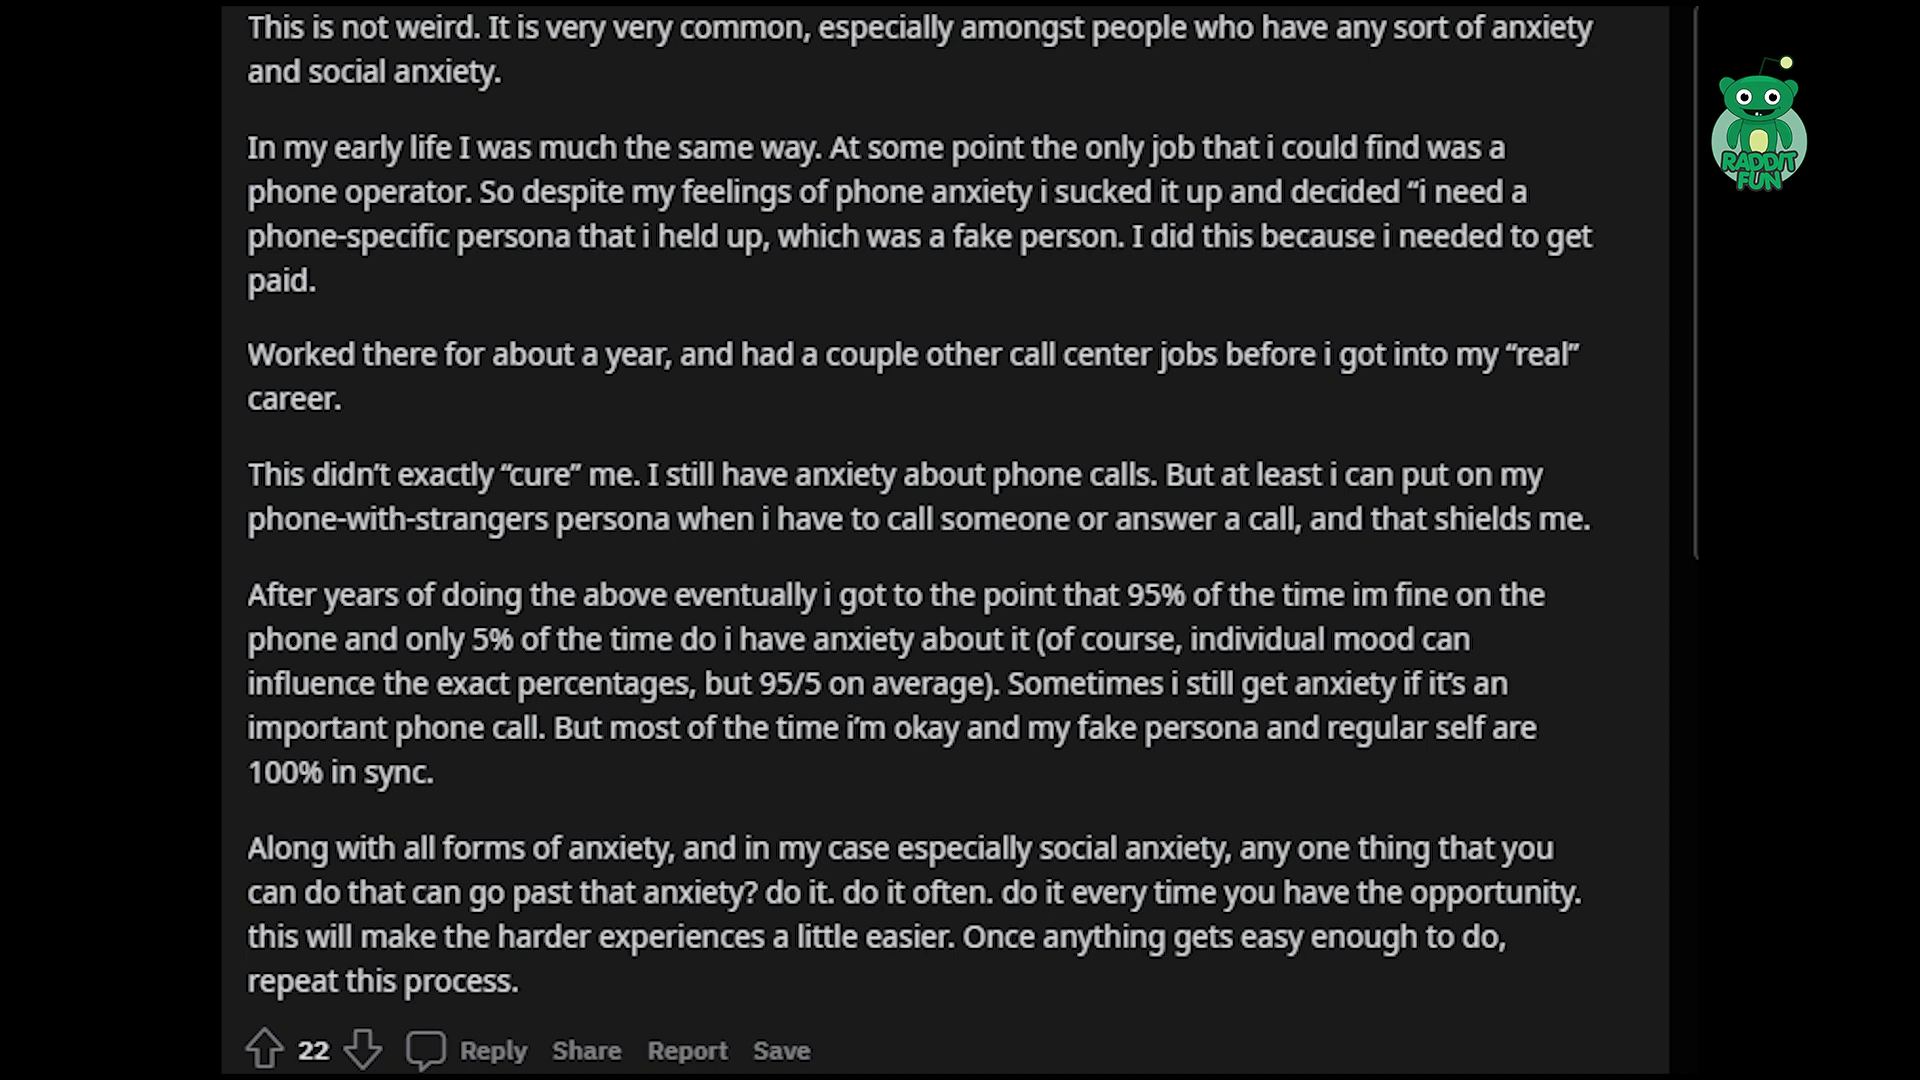 This is not weird. It is very very common, especially amongst people who have any sort of anxiety
and social anxiety.
In my early life I was much the same way. At some point the only job that i could find was a
phone operator. So despite my feelings of phone anxiety i sucked it up and decided “i need a
phone-specific persona that i held up, which was a fake person. I did this because i needed to get
paid.
Worked there for about a year, and had a couple other call center jobs before i got into my “real”
career.
This didn’t exactly “cure” me. I still have anxiety about phone calls. But at least i can put on my
phone-with-strangers persona when i have to call someone or answer a call, and that shields me.
After years of doing the above eventually i got to the point that 95% of the time im fine on the
phone and only 5% of the time do i have anxiety about it (of course, individual mood can
influence the exact percentages, but 95/5 on average). Sometimes i still get anxiety if it’s an
important phone call. But most of the time i’m okay and my fake persona and regular self are
100% in sync.
Along with all forms of anxiety, and in my case especially social anxiety, any one thing that you
can do that can go past that anxiety? do it. do it often. do it every time you have the opportunity.
this will make the harder experiences a little easier. Once anything gets easy enough to do,
repeat this process.
22 Reply Share Report Save
RADDIT
FUN